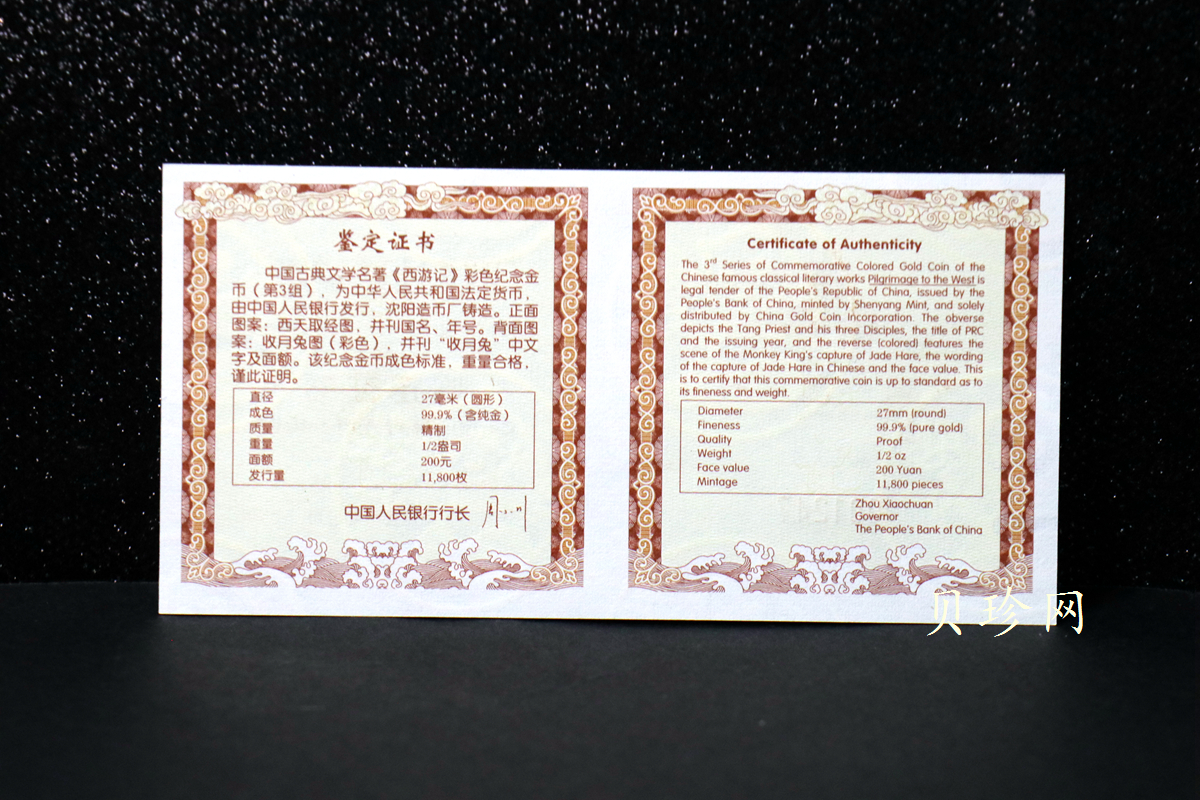 鉴定证书
中国古典文学名著《西游记》彩色纪念金
币（第3组），为中华人民共和国法定货币，
由中国人民银行发行，沈阳造币厂铸造。正面
图案：西天取经图，并刊国名、年号。背面图
案：收月兔图（彩色），并刊“收月兔”中文
字及面额。该纪念金币成色标准，重量合格，
谨此证明。
直径 27毫米（圆形）
成色 99.9%（含纯金）
质量 精制
重量 1/2盎司
面额 200元
发行量 11,800枚
中国人民银行行长
Certificate of Authenticity
The 3rd Series of Commemorative Colored Gold Coin of the
Chinese famous classical literary works Pilgrimage to the West is
legal tender of the People's Republic of China, issued by the
People's Bank of China, minted by Shenyang Mint, and solely
distributed by China Gold Coin Incorporation. The obverse
depicts the Tang Priest and his three Disciples, the title of PRC
and the issuing year, and the reverse (colored) features the
scene of the Monkey King's capture of Jade Hare, the wording
of the capture of Jade Hare in Chinese and the face value. This
is to certify that this commemorative coin is up to standard as to
its fineness and weight.
Diameter 27mm (round)
Fineness 99.9% (pure gold)
Quality Proof
Weight 1/2 oz
Face value 200 Yuan
Mintage 11,800 pieces
Zhou Xiaochuan
Governor
The People's Bank of China
贝珍网